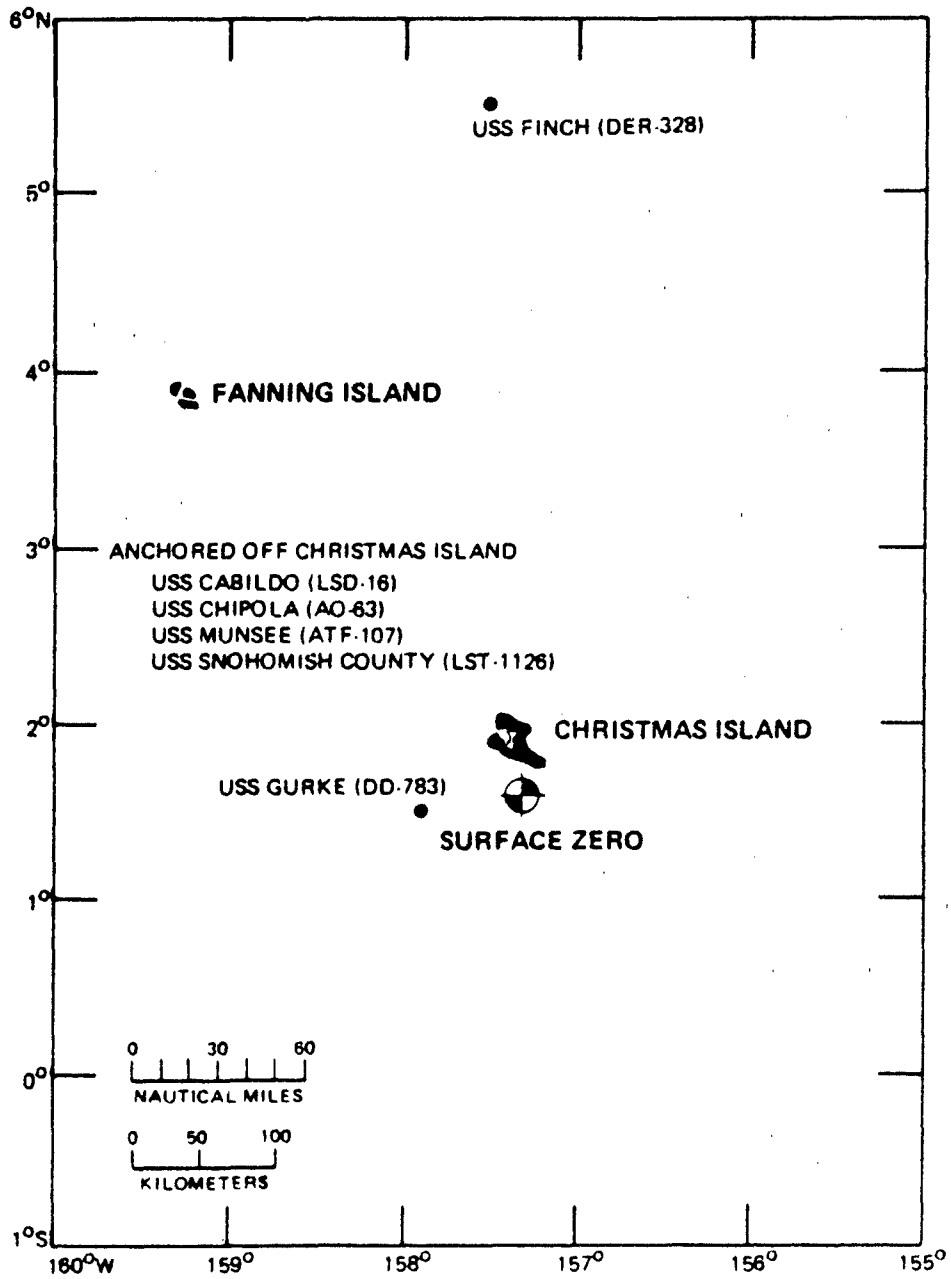 6°N
USS FINCH (DER-328)
5°
4°
FANNING ISLAND
3°
ANCHORED OFF CHRISTMAS ISLAND
USS CABILDO (LSD-16)
USS CHIPOLA (AO-63)
USS MUNSEE (ATF-107)
USS SNOHOMISH COUNTY (LST-1126)
2°
CHRISTMAS ISLAND
USS GURKE (DD-783)
SURFACE ZERO
1°
0 30 60
0°
NAUTICAL MILES
0 50 100
KILOMETERS
1°S
160°W 159° 158° 157° 156° 155°